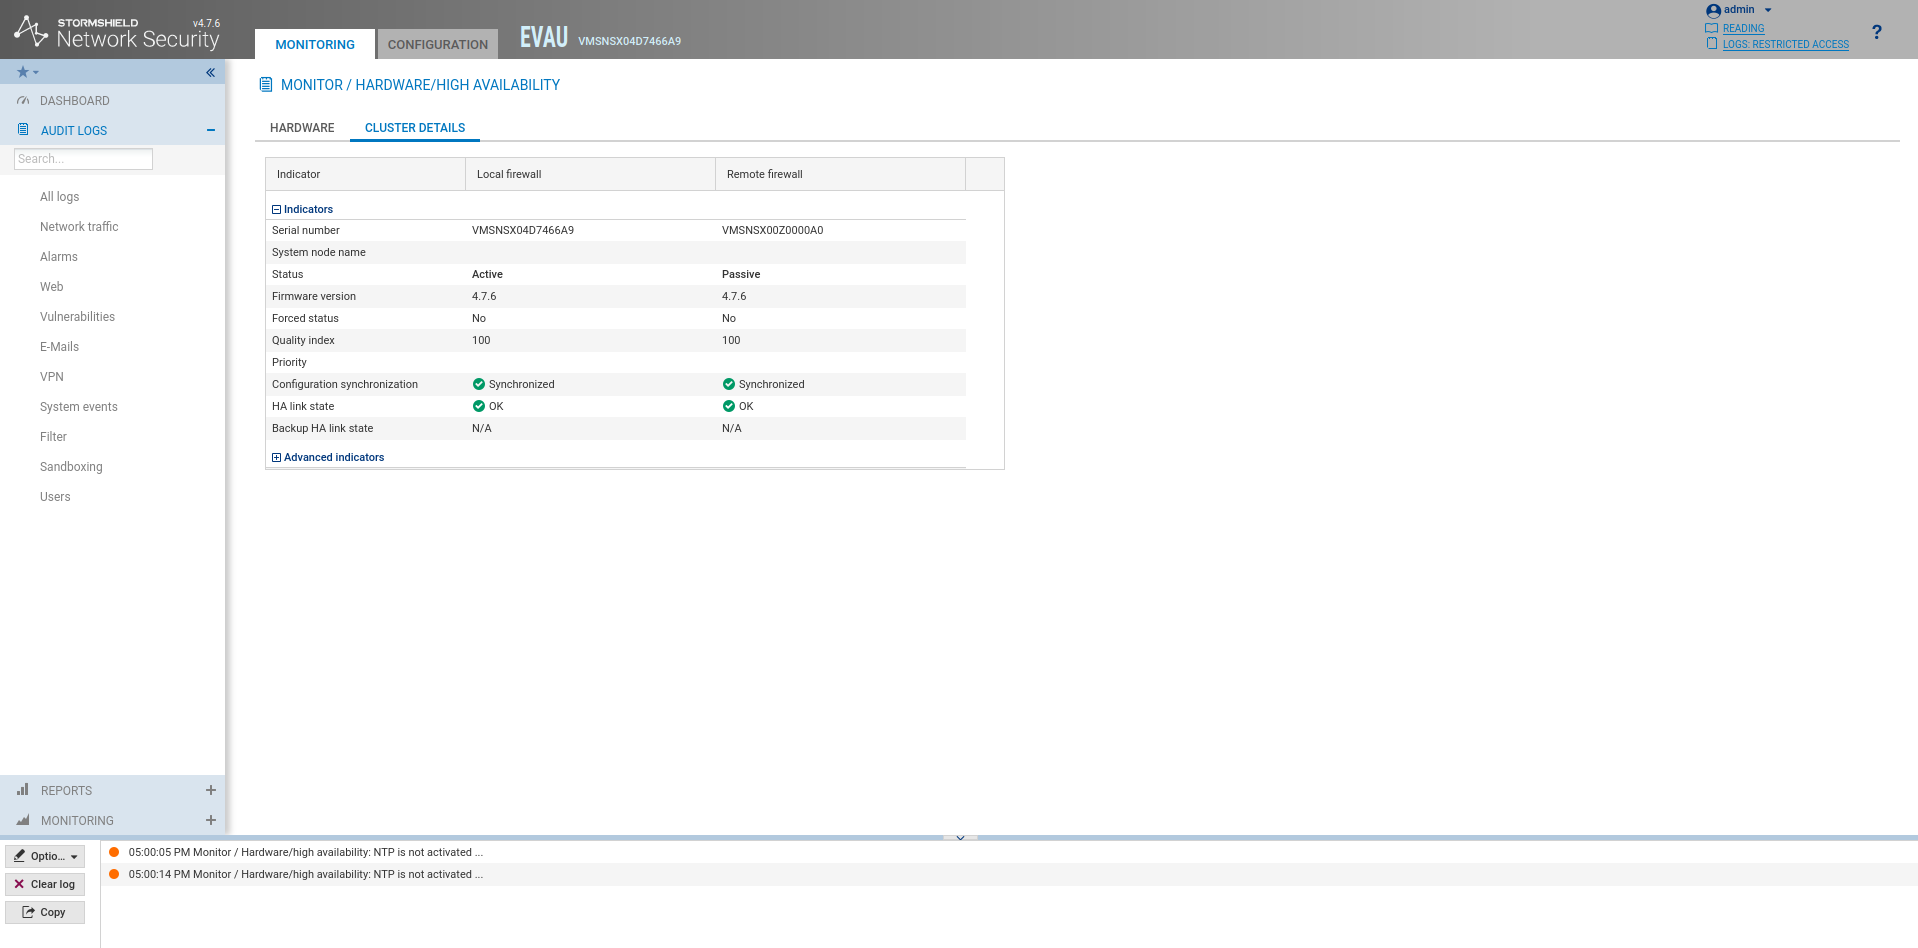 STORMSHIELD v4.7.6
Network Security
MONITORING
CONFIGURATION
EVAU VMSNSX04D7466A9
admin
READING
LOGS: RESTRICTED ACCESS
?
DASHBOARD
AUDIT LOGS
Search...
All logs
Network traffic
Alarms
Web
Vulnerabilities
E-Mails
VPN
System events
Filter
Sandboxing
Users
REPORTS
MONITORING
MONITOR / HARDWARE/HIGH AVAILABILITY
HARDWARE CLUSTER DETAILS
Indicator Local firewall Remote firewall
Indicators
Serial number VMSNSX04D7466A9 VMSNSX00Z0000A0
System node name
Status Active Passive
Firmware version 4.7.6 4.7.6
Forced status No No
Quality index 100 100
Priority
Configuration synchronization Synchronized Synchronized
HA link state OK OK
Backup HA link state N/A N/A
Advanced indicators
Optio...
Clear log
Copy
05:00:05 PM Monitor / Hardware/high availability: NTP is not activated ...
05:00:14 PM Monitor / Hardware/high availability: NTP is not activated ...